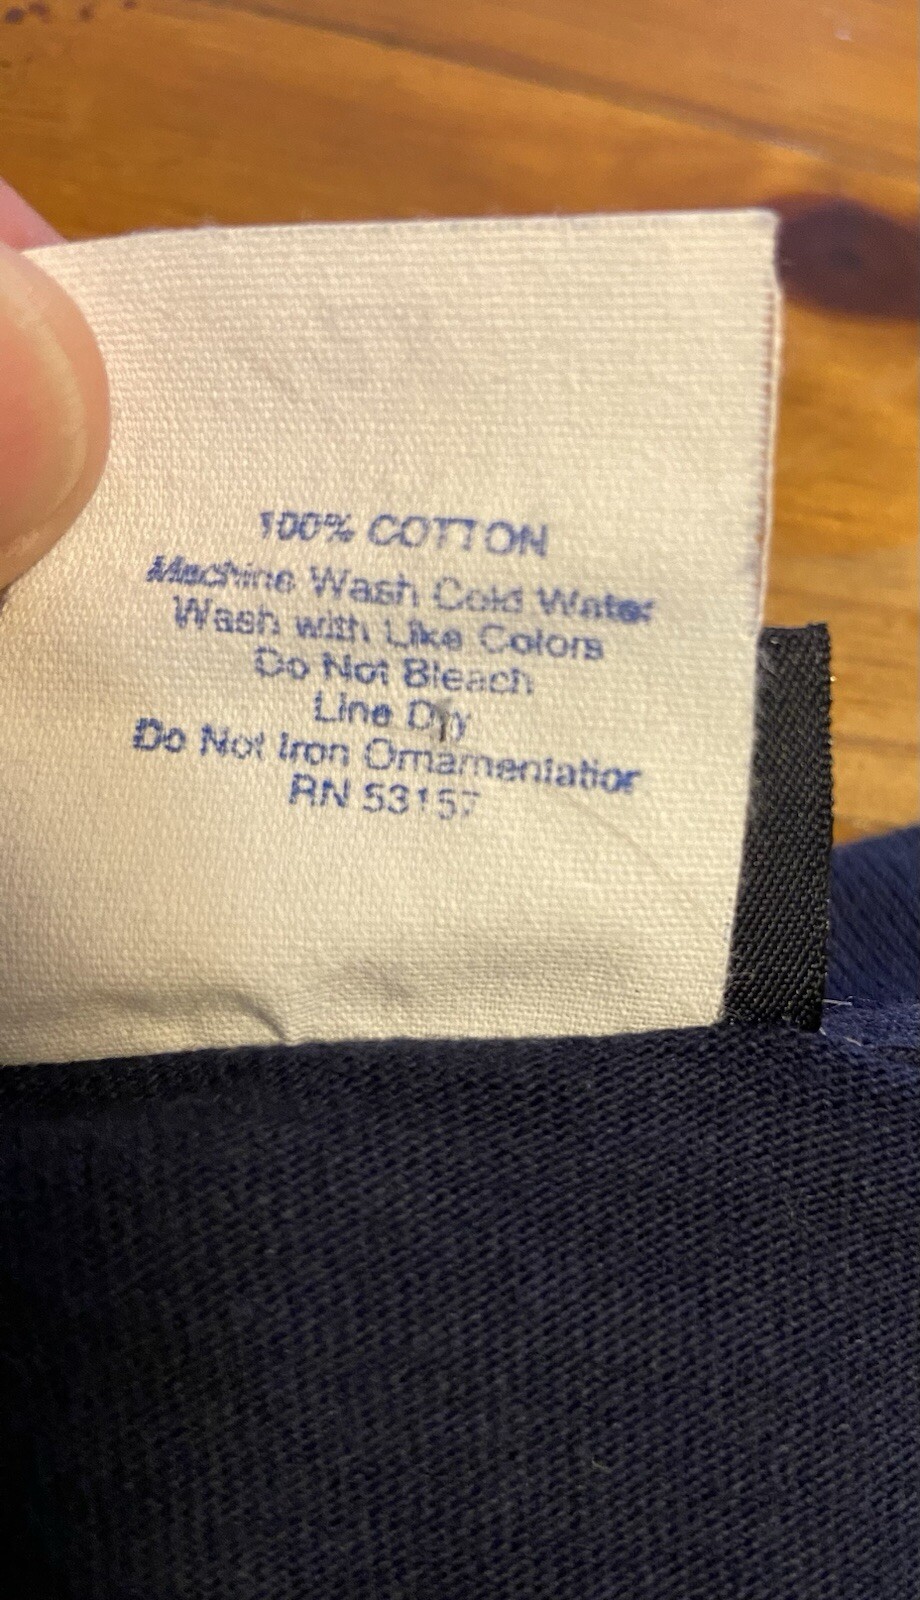 100% COTTON
Machine Wash Cold Water
Wash with Like Colors
Do Not Bleach
Line Dry
Do Not Iron Ornamentation
RN 53157